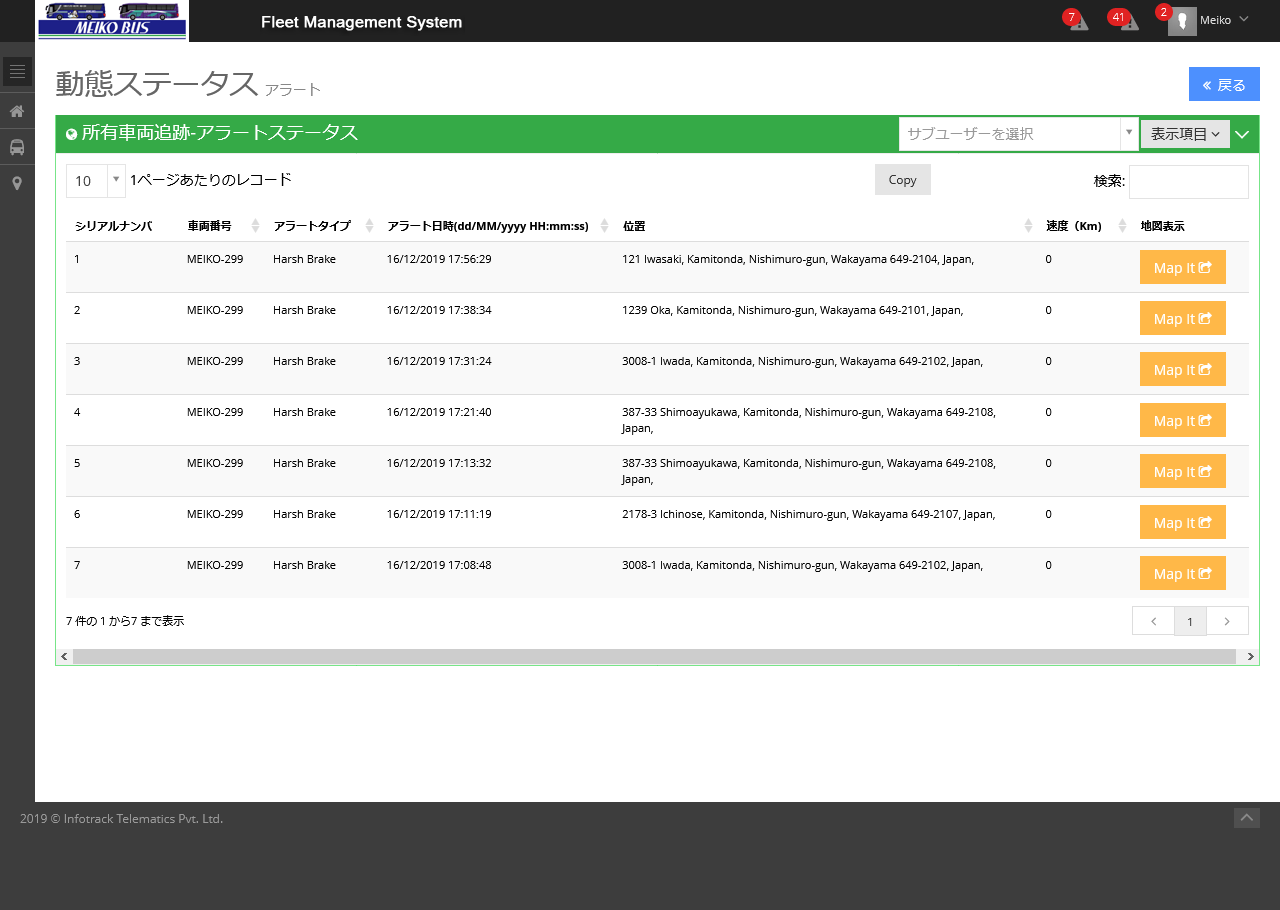 MEIKO BUS
Fleet Management System
7
41
2
Meiko
動態ステータス アラート
戻る
所有車両追跡-アラートステータス
サブユーザーを選択
表示項目
10 1ページあたりのレコード
Copy
検索:
シリアルナンバ 車両番号 アラートタイプ アラート日時(dd/MM/yyyy HH:mm:ss) 位置 速度（Km) 地図表示
1 MEIKO-299 Harsh Brake 16/12/2019 17:56:29 121 Iwasaki, Kamitonda, Nishimuro-gun, Wakayama 649-2104, Japan, 0 Map It
2 MEIKO-299 Harsh Brake 16/12/2019 17:38:34 1239 Oka, Kamitonda, Nishimuro-gun, Wakayama 649-2101, Japan, 0 Map It
3 MEIKO-299 Harsh Brake 16/12/2019 17:31:24 3008-1 Iwada, Kamitonda, Nishimuro-gun, Wakayama 649-2102, Japan, 0 Map It
4 MEIKO-299 Harsh Brake 16/12/2019 17:21:40 387-33 Shimoayukawa, Kamitonda, Nishimuro-gun, Wakayama 649-2108, 0 Map It
Japan,
5 MEIKO-299 Harsh Brake 16/12/2019 17:13:32 387-33 Shimoayukawa, Kamitonda, Nishimuro-gun, Wakayama 649-2108, 0 Map It
Japan,
6 MEIKO-299 Harsh Brake 16/12/2019 17:11:19 2178-3 Ichinose, Kamitonda, Nishimuro-gun, Wakayama 649-2107, Japan, 0 Map It
7 MEIKO-299 Harsh Brake 16/12/2019 17:08:48 3008-1 Iwada, Kamitonda, Nishimuro-gun, Wakayama 649-2102, Japan, 0 Map It
7 件の 1 から7 まで表示
1
2019 © Infotrack Telematics Pvt. Ltd.